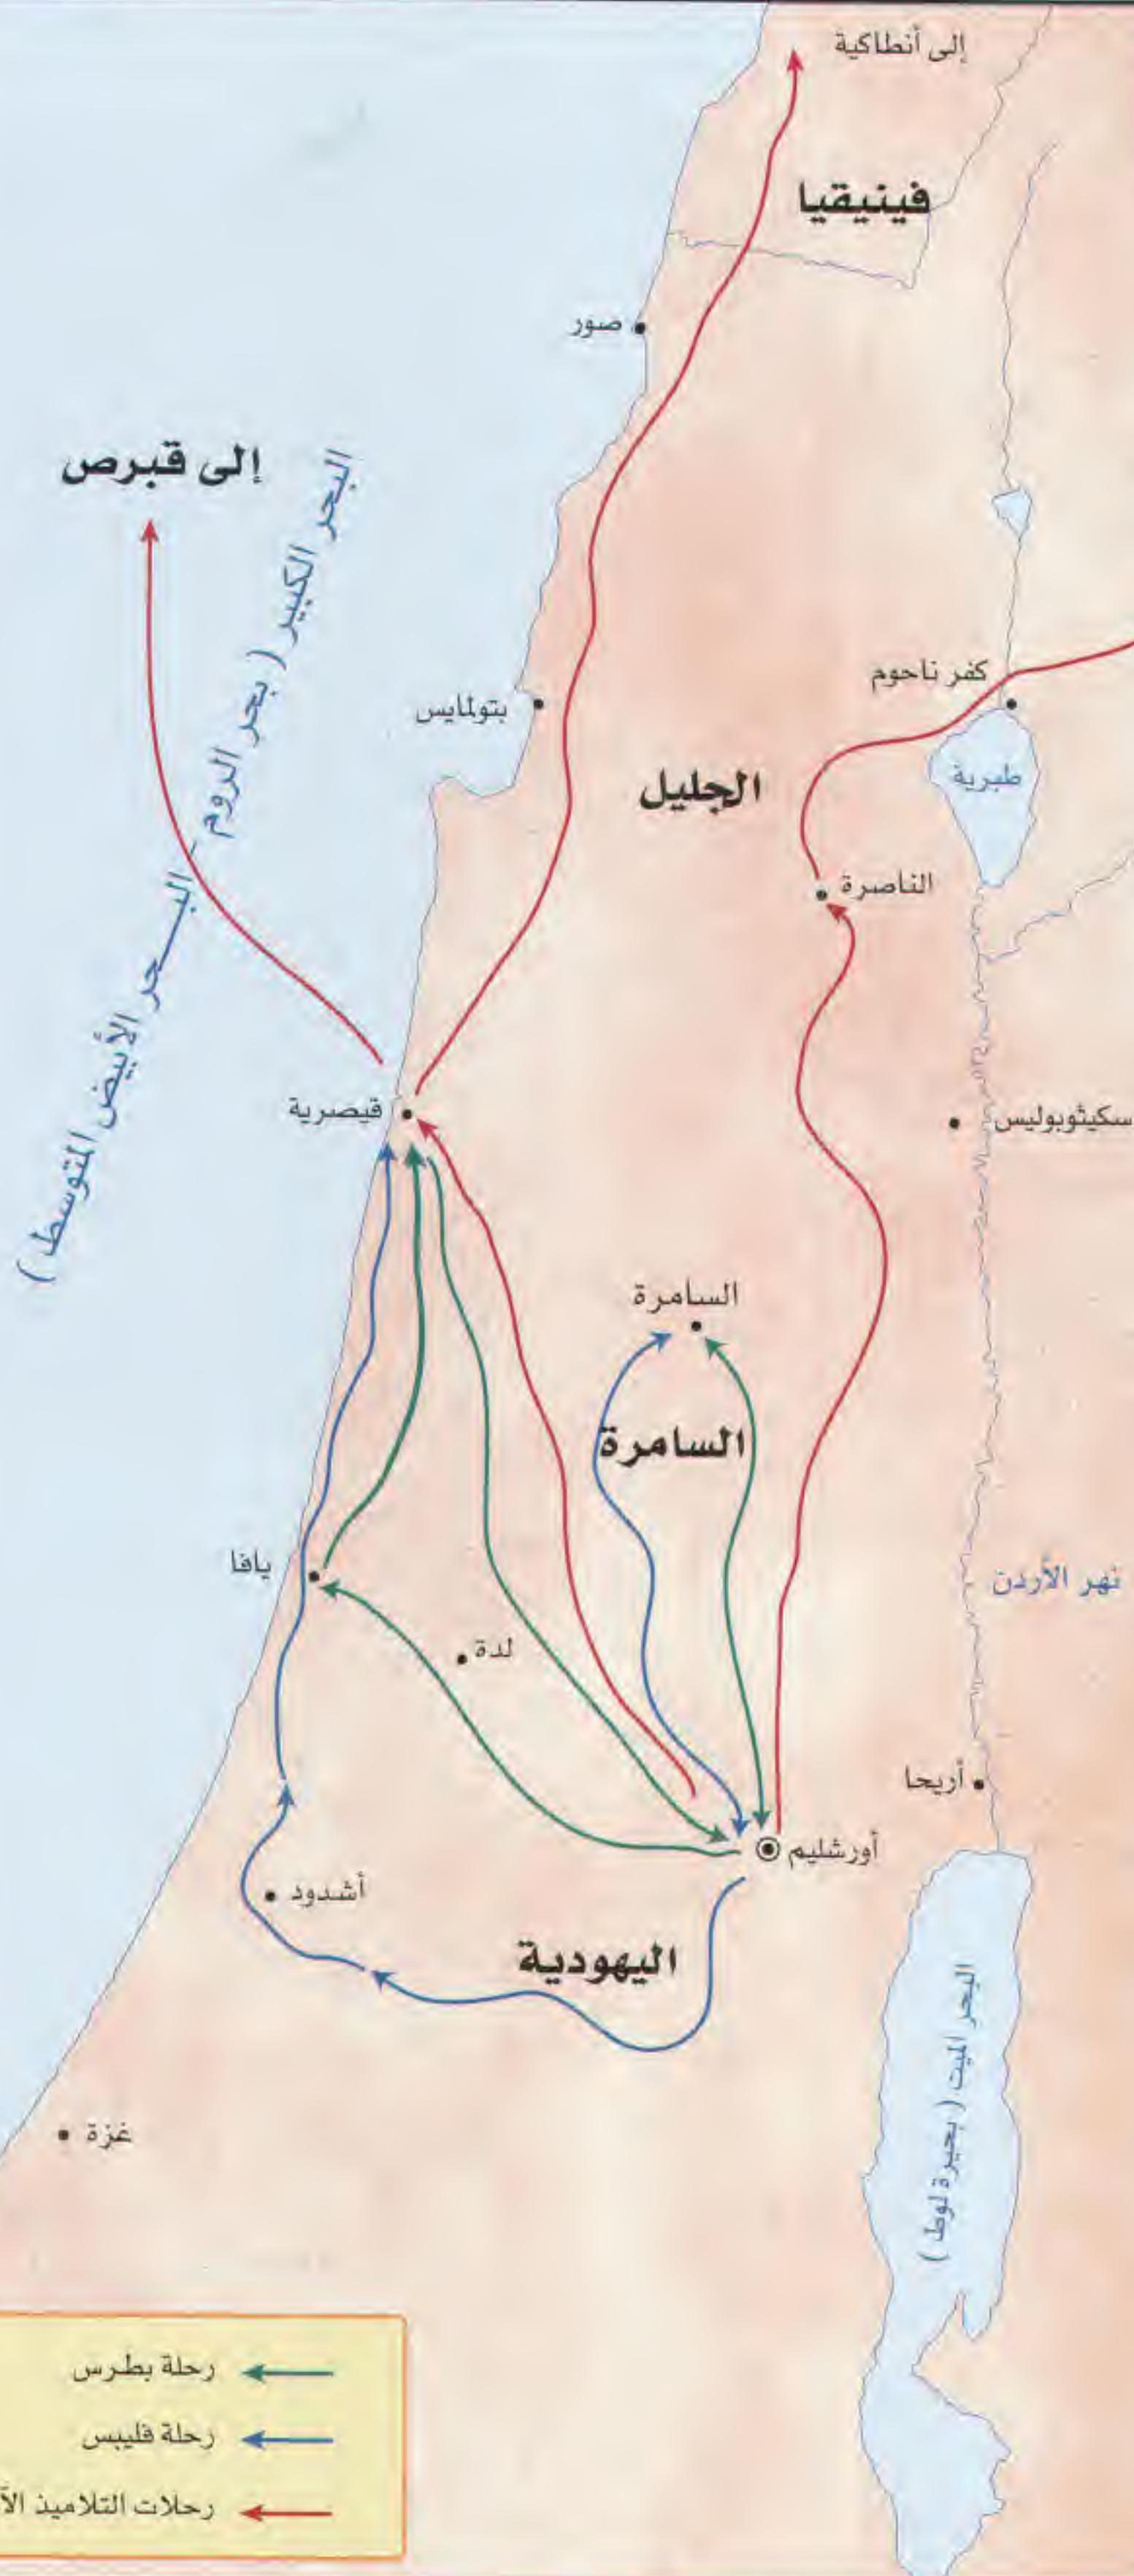 إلى أنطاكية
فينيقيا
صور
إلى قبرص
البحر الكبير ( بحر الروم - البـــحر الأبيض المتوسط )
كفر ناحوم
بتولمايس
طبرية
الجليل
الناصرة
قيصرية
سكيثوبوليس
السامرة
السامرة
يافا
نهر الأردن
لدة
أريحا
أورشليم
أشدود
اليهودية
البحر الميت ( بحيرة لوط )
غزة
رحلة بطرس
رحلة فليبس
رحلات التلاميذ